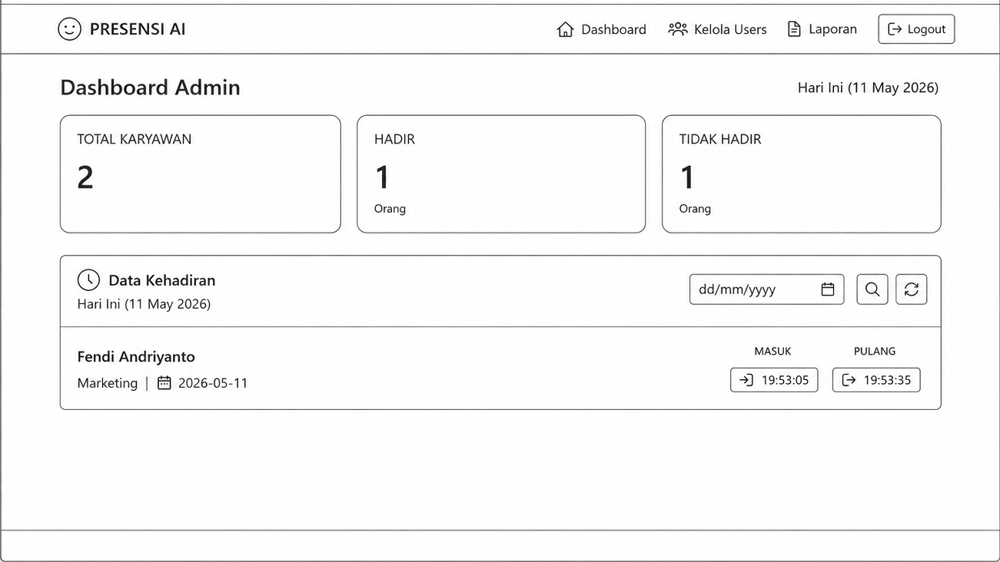 PRESENSI AI
Dashboard
Kelola Users
Laporan
Logout
Dashboard Admin
Hari Ini (11 May 2026)
TOTAL KARYAWAN
2
HADIR
1
Orang
TIDAK HADIR
1
Orang
Data Kehadiran
Hari Ini (11 May 2026)
dd/mm/yyyy
Fendi Andriyanto
Marketing | 2026-05-11
MASUK
19:53:05
PULANG
19:53:35